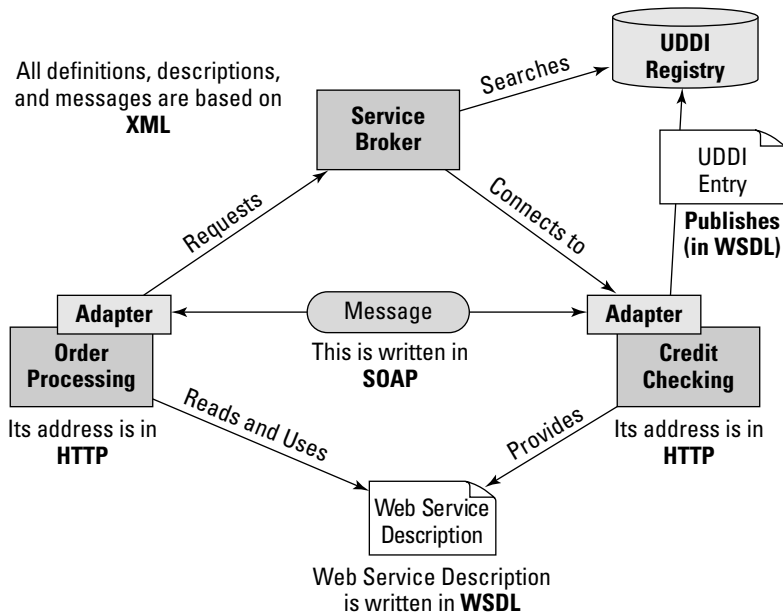 UDDI
Registry
All definitions, descriptions,
and messages are based on
XML
Searches
Service
Broker
UDDI
Entry
Publishes
(in WSDL)
Requests
Connects to
Adapter
Message
Adapter
Order
Processing
This is written in
SOAP
Credit
Checking
Its address is in
HTTP
Reads and Uses
Provides
Its address is in
HTTP
Web Service
Description
Web Service Description
is written in WSDL